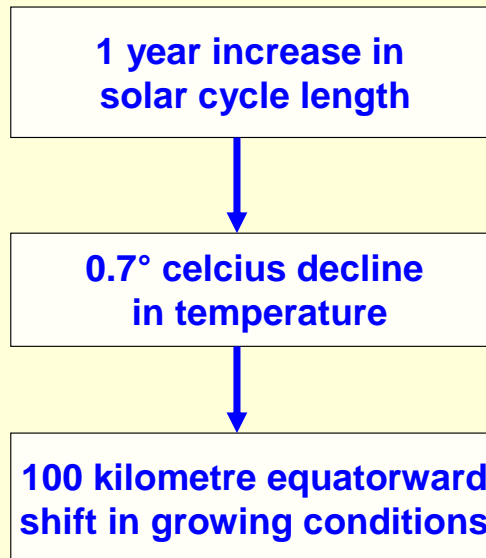 1 year increase in
solar cycle length
0.7° celcius decline
in temperature
100 kilometre equatorward
shift in growing conditions